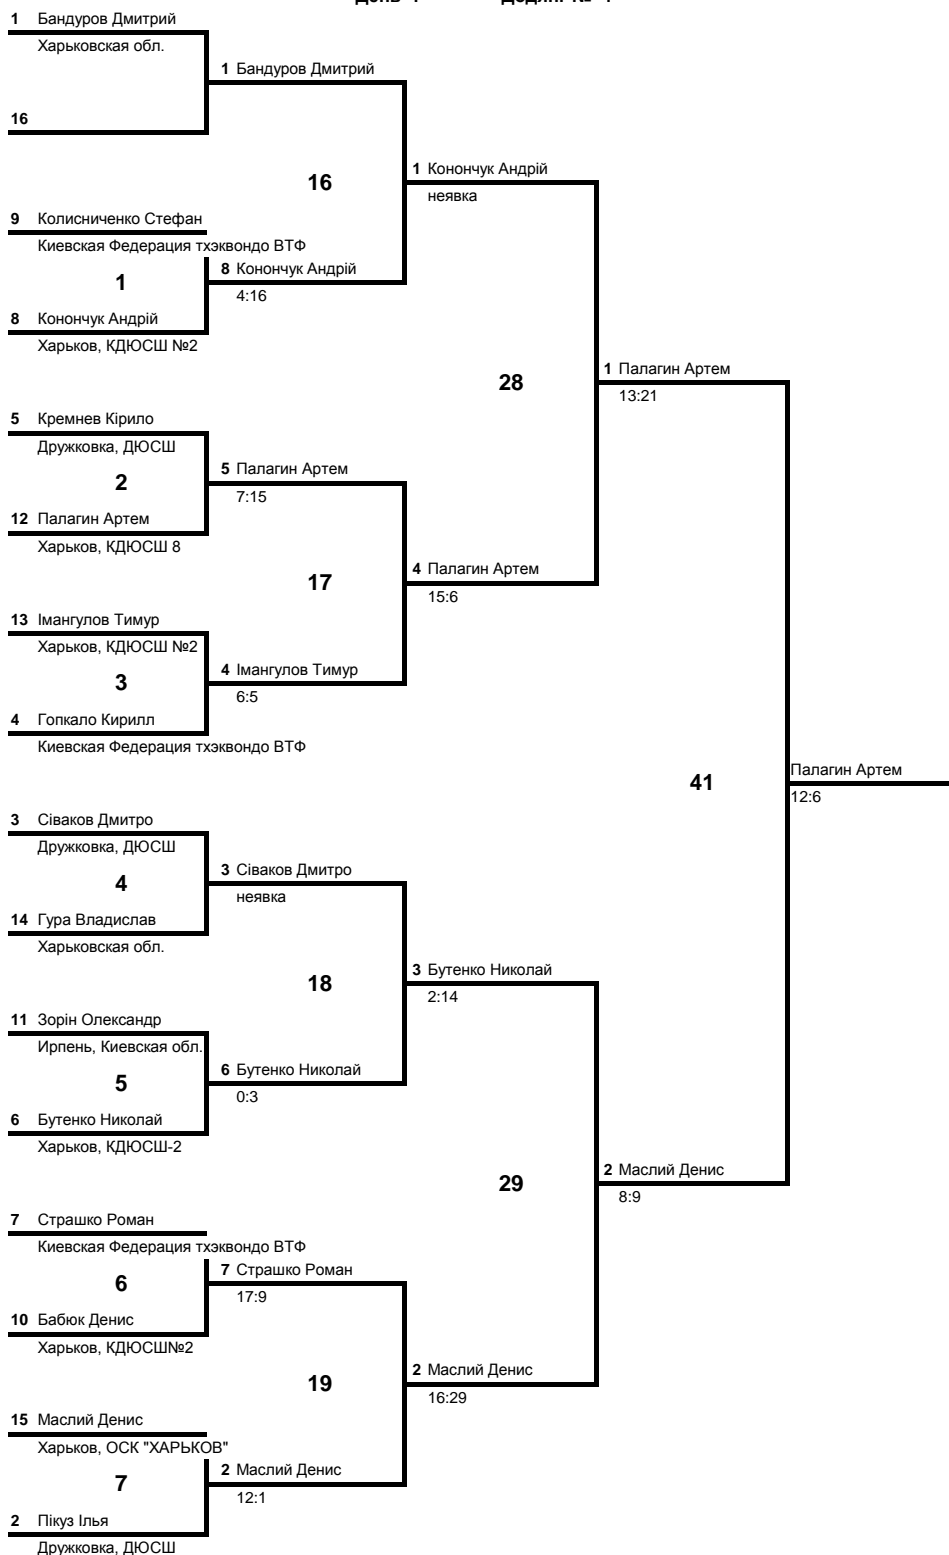 1 Бандуров Дмитрий
Харьковская обл.
1 Бандуров Дмитрий
16
1 Конончук Андрій
16
неявка
9 Колисниченко Стефан
Киевская Федерация тхэквондо ВТФ
8 Конончук Андрій
1
4:16
8 Конончук Андрій
Харьков, КДЮСШ №2
1 Палагин Артем
28
13:21
5 Кремнев Кірило
Дружковка, ДЮСШ
5 Палагин Артем
2
7:15
12 Палагин Артем
Харьков, КДЮСШ 8
4 Палагин Артем
17
15:6
13 Імангулов Тимур
Харьков, КДЮСШ №2
4 Імангулов Тимур
3
6:5
4 Гопкало Кирилл
Киевская Федерация тхэквондо ВТФ
Палагин Артем
41
12:6
3 Сіваков Дмитро
Дружковка, ДЮСШ
3 Сіваков Дмитро
4
неявка
14 Гура Владислав
Харьковская обл.
3 Бутенко Николай
18
2:14
11 Зорін Олександр
Ирпень, Киевская обл.
6 Бутенко Николай
5
0:3
6 Бутенко Николай
Харьков, КДЮСШ-2
2 Маслий Денис
29
8:9
7 Страшко Роман
Киевская Федерация тхэквондо ВТФ
7 Страшко Роман
6
17:9
10 Бабюк Денис
Харьков, КДЮСШ№2
2 Маслий Денис
19
16:29
15 Маслий Денис
Харьков, ОСК "ХАРЬКОВ"
2 Маслий Денис
7
12:1
2 Пікуз Ілья
Дружковка, ДЮСШ